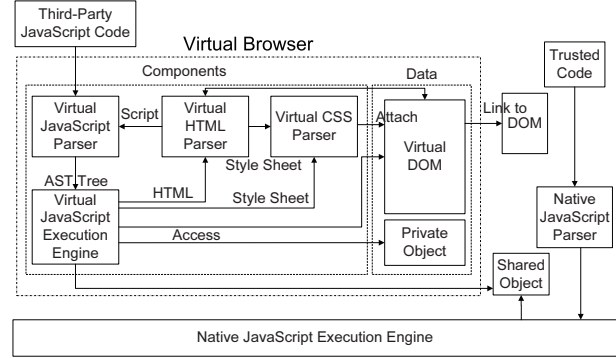 Third-Party
JavaScript Code
Virtual Browser
Components
Data
Trusted
Code
Virtual
JavaScript
Parser
Script
Virtual
HTML
Parser
Virtual CSS
Parser
Attach
Virtual
DOM
Link to
DOM
Style Sheet
AST Tree
HTML
Style Sheet
Virtual
JavaScript
Execution
Engine
Access
Private
Object
Native
JavaScript
Parser
Shared
Object
Native JavaScript Execution Engine